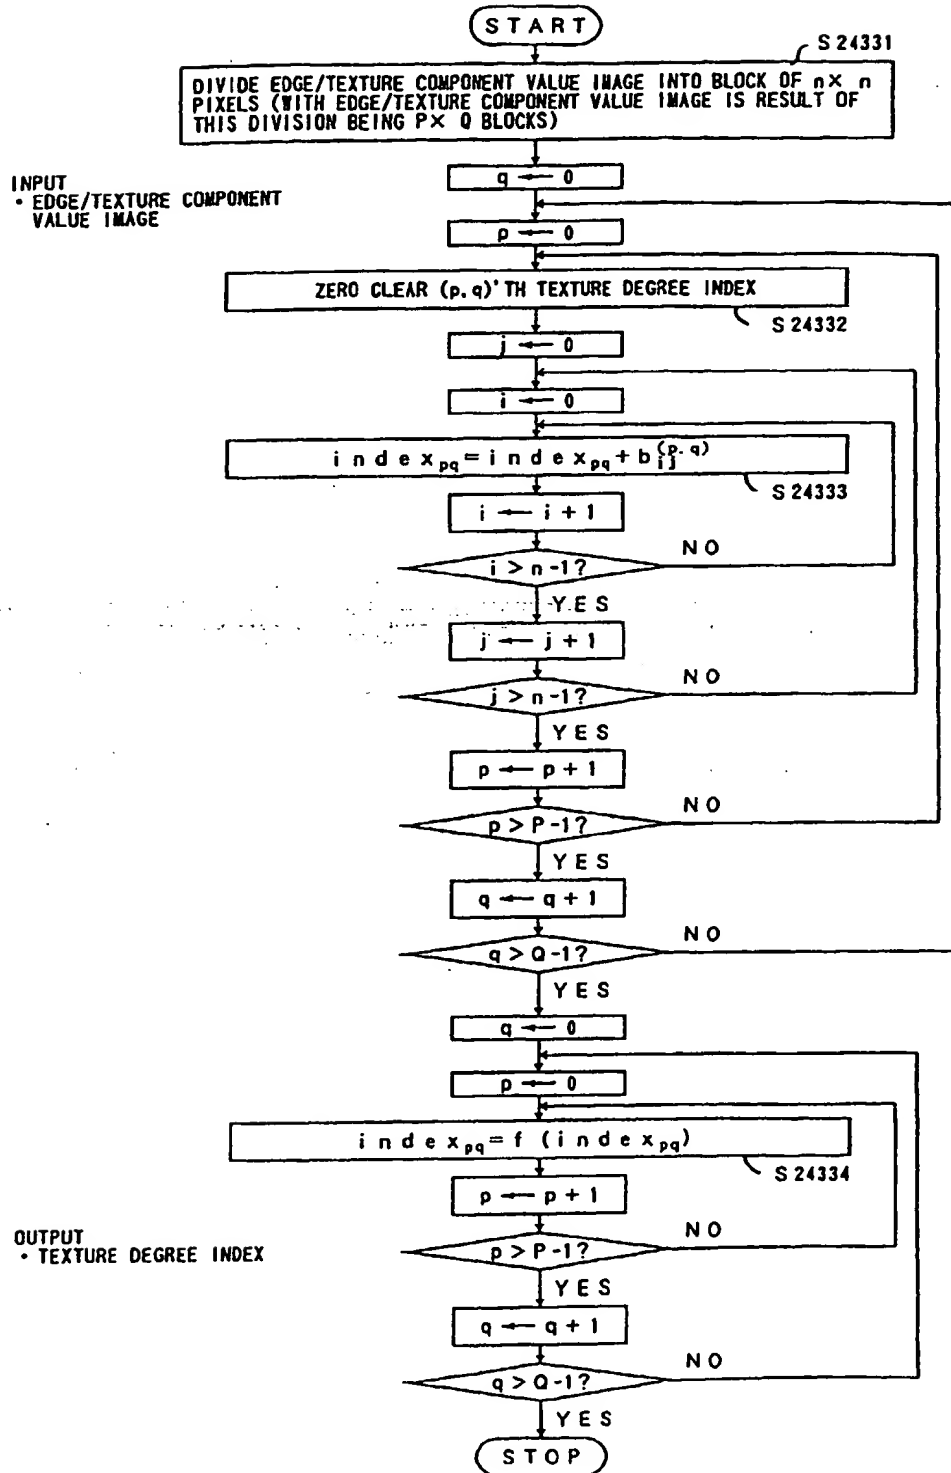 START
S24331
DIVIDE EDGE/TEXTURE COMPONENT VALUE IMAGE INTO BLOCK OF n× n
PIXELS (WITH EDGE/TEXTURE COMPONENT VALUE IMAGE IS RESULT OF
THIS DIVISION BEING P× Q BLOCKS)
INPUT
• EDGE/TEXTURE COMPONENT
VALUE IMAGE
q ← 0
p ← 0
ZERO CLEAR (p,q)'TH TEXTURE DEGREE INDEX
S24332
j ← 0
i ← 0
index_pq = index_pq + b_ij^(p.q)
S24333
i ← i + 1
i > n -1?
NO
YES
j ← j + 1
j > n -1?
NO
YES
p ← p + 1
p > P -1?
NO
YES
q ← q + 1
q > Q -1?
NO
YES
q ← 0
p ← 0
index_pq = f (index_pq)
S24334
p ← p + 1
OUTPUT
• TEXTURE DEGREE INDEX
p > P -1?
NO
YES
q ← q + 1
q > Q -1?
NO
YES
STOP